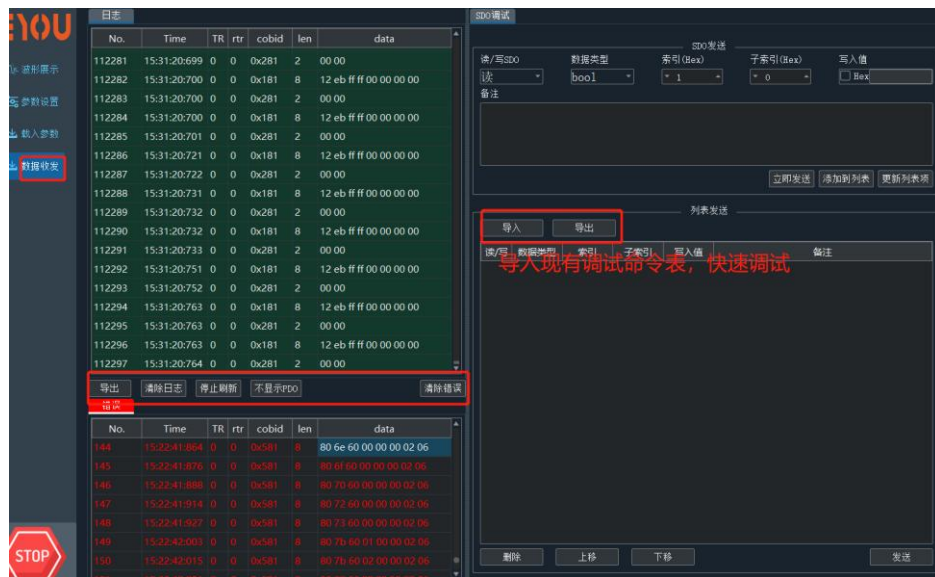 EYOU
波形展示
参数设置
载入参数
数据收发
STOP
日志
No. Time TR rtr cobid len data
112281 15:31:20:699 0 0 0x281 2 00 00
112282 15:31:20:700 0 0 0x181 8 12 eb ff ff 00 00 00 00
112283 15:31:20:700 0 0 0x281 2 00 00
112284 15:31:20:700 0 0 0x181 8 12 eb ff ff 00 00 00 00
112285 15:31:20:701 0 0 0x281 2 00 00
112286 15:31:20:721 0 0 0x181 8 12 eb ff ff 00 00 00 00
112287 15:31:20:722 0 0 0x281 2 00 00
112288 15:31:20:731 0 0 0x181 8 12 eb ff ff 00 00 00 00
112289 15:31:20:732 0 0 0x281 2 00 00
112290 15:31:20:732 0 0 0x181 8 12 eb ff ff 00 00 00 00
112291 15:31:20:733 0 0 0x281 2 00 00
112292 15:31:20:751 0 0 0x181 8 12 eb ff ff 00 00 00 00
112293 15:31:20:752 0 0 0x281 2 00 00
112294 15:31:20:763 0 0 0x181 8 12 eb ff ff 00 00 00 00
112295 15:31:20:763 0 0 0x281 2 00 00
112296 15:31:20:763 0 0 0x181 8 12 eb ff ff 00 00 00 00
112297 15:31:20:764 0 0 0x281 2 00 00
导出 清除日志 停止刷新 不显示PDO 清除错误
错误
No. Time TR rtr cobid len data
144 15:22:41:864 0 0 0x581 8 80 6e 60 00 00 00 02 06
145 15:22:41:876 0 0 0x581 8 80 6f 60 00 00 00 02 06
146 15:22:41:888 0 0 0x581 8 80 70 60 00 00 00 02 06
147 15:22:41:914 0 0 0x581 8 80 72 60 00 00 00 02 06
148 15:22:41:927 0 0 0x581 8 80 73 60 00 00 00 02 06
149 15:22:42:003 0 0 0x581 8 80 7b 60 01 00 00 02 06
150 15:22:42:015 0 0 0x581 8 80 7b 60 02 00 00 02 06
SDO调试
SDO发送
读/写SDO 数据类型 索引(Hex) 子索引(Hex) 写入值
读 bool 1 0 Hex
备注
立即发送 添加到列表 更新列表项
列表发送
导入 导出
读/写 数据类型 索引 子索引 写入值 备注
导入现有调试命令表，快速调试
删除 上移 下移 发送